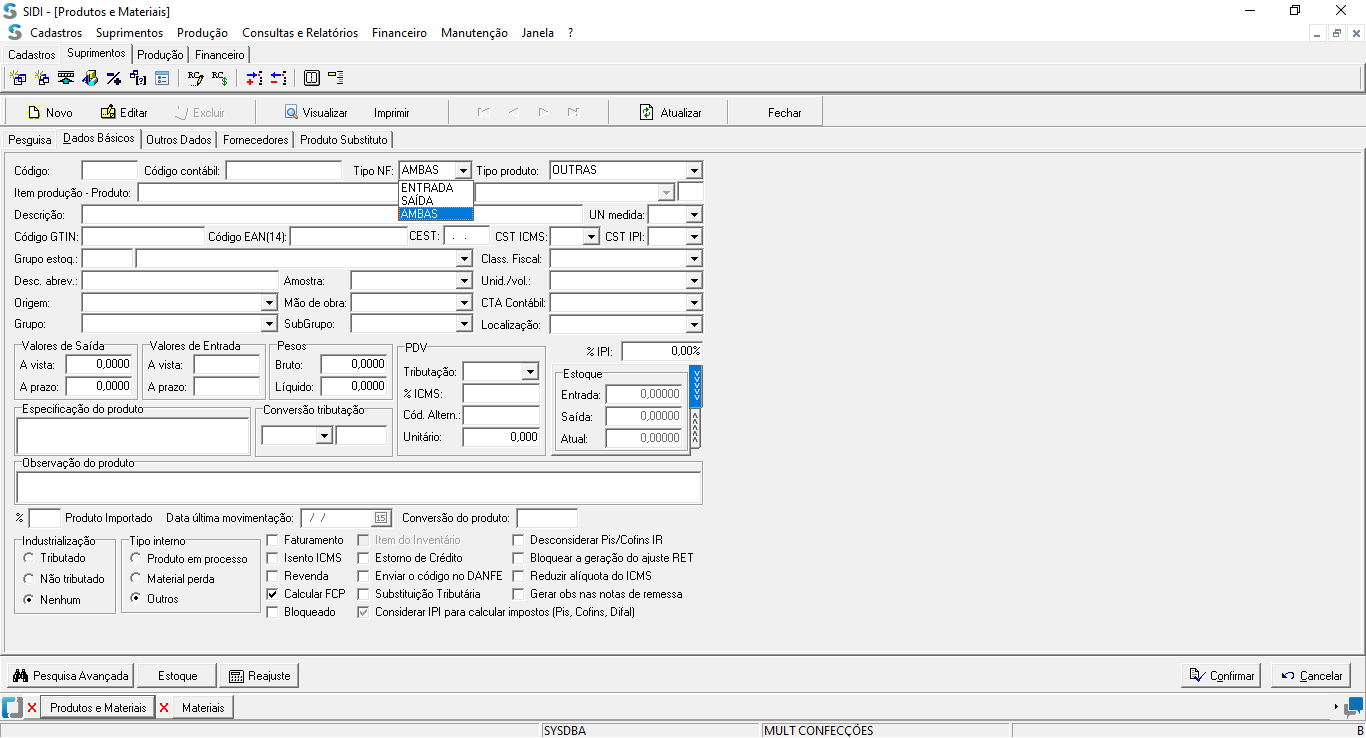 SIDI - [Produtos e Materiais]
Cadastros Suprimentos Produção Consultas e Relatórios Financeiro Manutenção Janela ?
Cadastros Suprimentos Produção Financeiro
Novo Editar Excluir Visualizar Imprimir Atualizar Fechar
Pesquisa Dados Básicos Outros Dados Fornecedores Produto Substituto
Código: Código contábil: Tipo NF: AMBAS Tipo produto: OUTRAS
ENTRADA
SAÍDA
AMBAS
Item produção - Produto:
Descrição: UN medida:
Código GTIN: Código EAN(14): CEST: . . CST ICMS: CST IPI:
Grupo estoq.: Class. Fiscal:
Desc. abrev.: Amostra: Unid./vol.:
Origem: Mão de obra: CTA Contábil:
Grupo: SubGrupo: Localização:
Valores de Saída Valores de Entrada Pesos PDV % IPI: 0,00%
A vista: 0,0000 A vista: Bruto: 0,0000 Tributação: Estoque
A prazo: 0,0000 A prazo: Líquido: 0,0000 % ICMS: Entrada: 0,00000
Especificação do produto Conversão tributação Cód. Altern.: Saída: 0,00000
Unitário: 0,000 Atual: 0,00000
Observação do produto
% Produto Importado Data última movimentação: / / 15 Conversão do produto:
Industrialização Tipo interno Faturamento Item do Inventário Desconsiderar Pis/Cofins IR
Tributado Produto em processo Isento ICMS Estorno de Crédito Bloquear a geração do ajuste RET
Não tributado Material perda Revenda Enviar o código no DANFE Reduzir alíquota do ICMS
Nenhum Outros Calcular FCP Substituição Tributária Gerar obs nas notas de remessa
Bloqueado Considerar IPI para calcular impostos (Pis, Cofins, Difal)
Pesquisa Avançada Estoque Reajuste Confirmar Cancelar
Produtos e Materiais Materiais
SYSDBA MULT CONFECÇÕES B